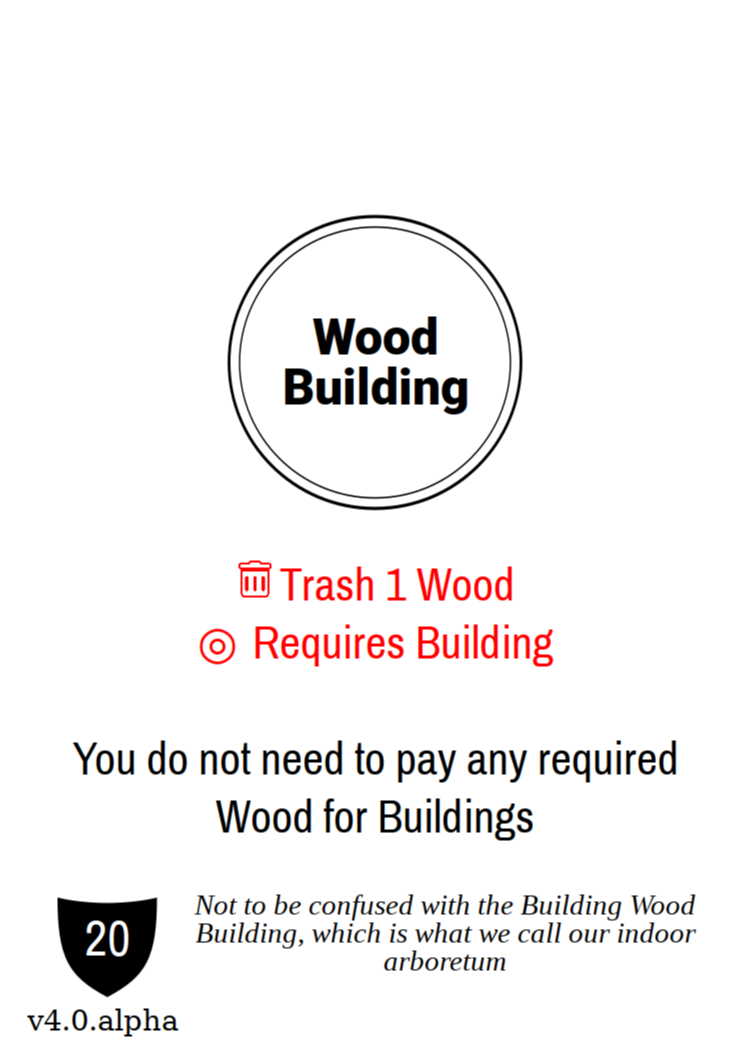 Wood
Building
Trash 1 Wood
Requires Building
You do not need to pay any required
Wood for Buildings
20
Not to be confused with the Building Wood
Building, which is what we call our indoor
arboretum
v4.0.alpha